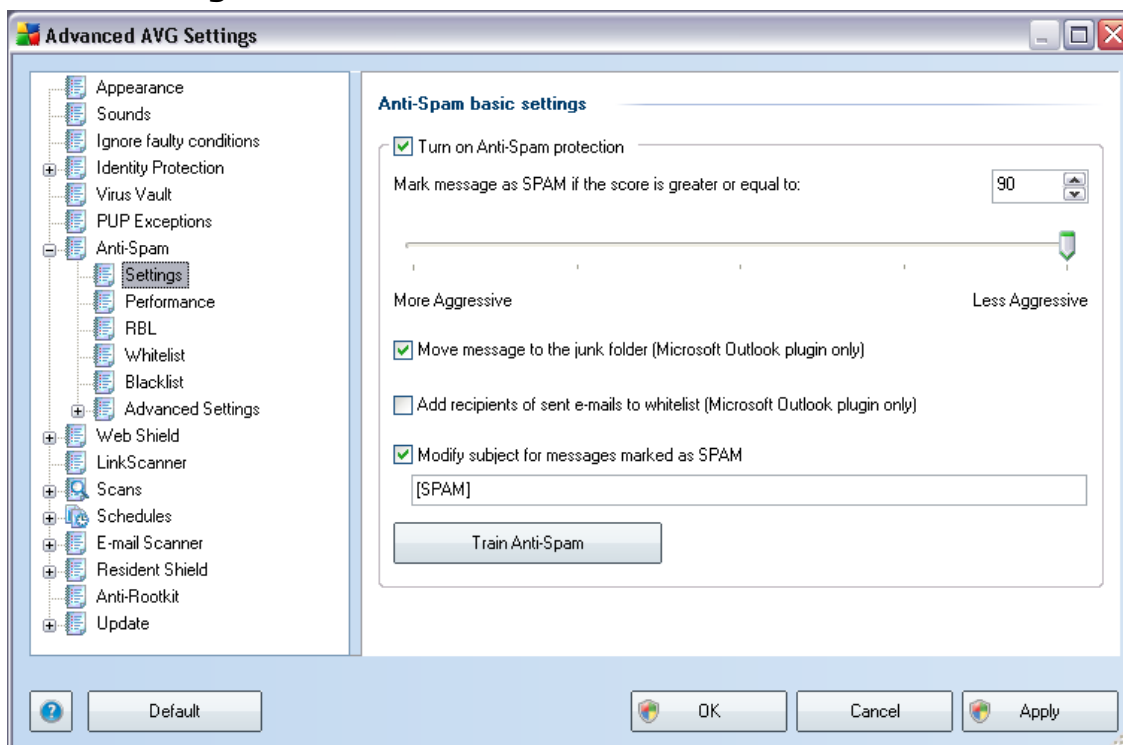 Advanced AVG Settings
Appearance
Sounds
Ignore faulty conditions
Identity Protection
Virus Vault
PUP Exceptions
Anti-Spam
Settings
Performance
RBL
Whitelist
Blacklist
Advanced Settings
Web Shield
LinkScanner
Scans
Schedules
E-mail Scanner
Resident Shield
Anti-Rootkit
Update
Anti-Spam basic settings
Turn on Anti-Spam protection
Mark message as SPAM if the score is greater or equal to:
90
More Aggressive
Less Aggressive
Move message to the junk folder (Microsoft Outlook plugin only)
Add recipients of sent e-mails to whitelist (Microsoft Outlook plugin only)
Modify subject for messages marked as SPAM
[SPAM]
Train Anti-Spam
?
Default
OK
Cancel
Apply